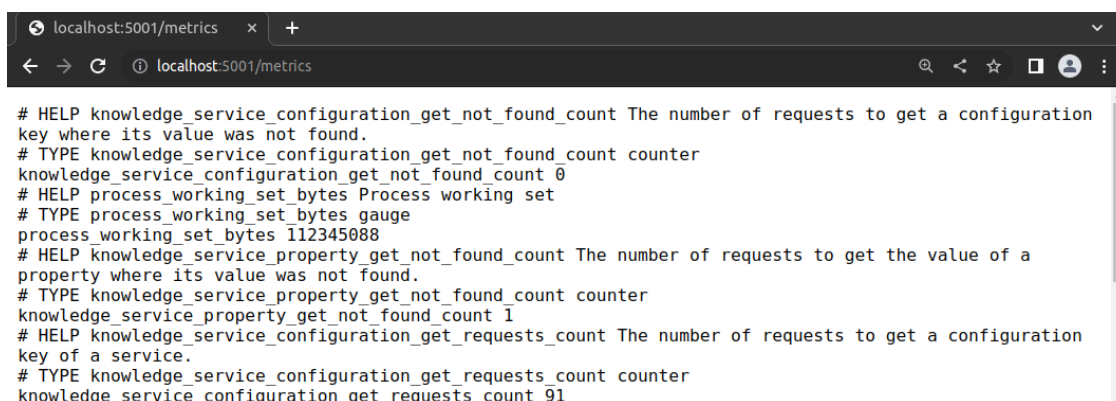 localhost:5001/metrics
localhost:5001/metrics
# HELP knowledge_service_configuration_get_not_found_count The number of requests to get a configuration
key where its value was not found.
# TYPE knowledge_service_configuration_get_not_found_count counter
knowledge_service_configuration_get_not_found_count 0
# HELP process_working_set_bytes Process working set
# TYPE process_working_set_bytes gauge
process_working_set_bytes 112345088
# HELP knowledge_service_property_get_not_found_count The number of requests to get the value of a
property where its value was not found.
# TYPE knowledge_service_property_get_not_found_count counter
knowledge_service_property_get_not_found_count 1
# HELP knowledge_service_configuration_get_requests_count The number of requests to get a configuration
key of a service.
# TYPE knowledge_service_configuration_get_requests_count counter
knowledge_service_configuration_get_requests_count 91